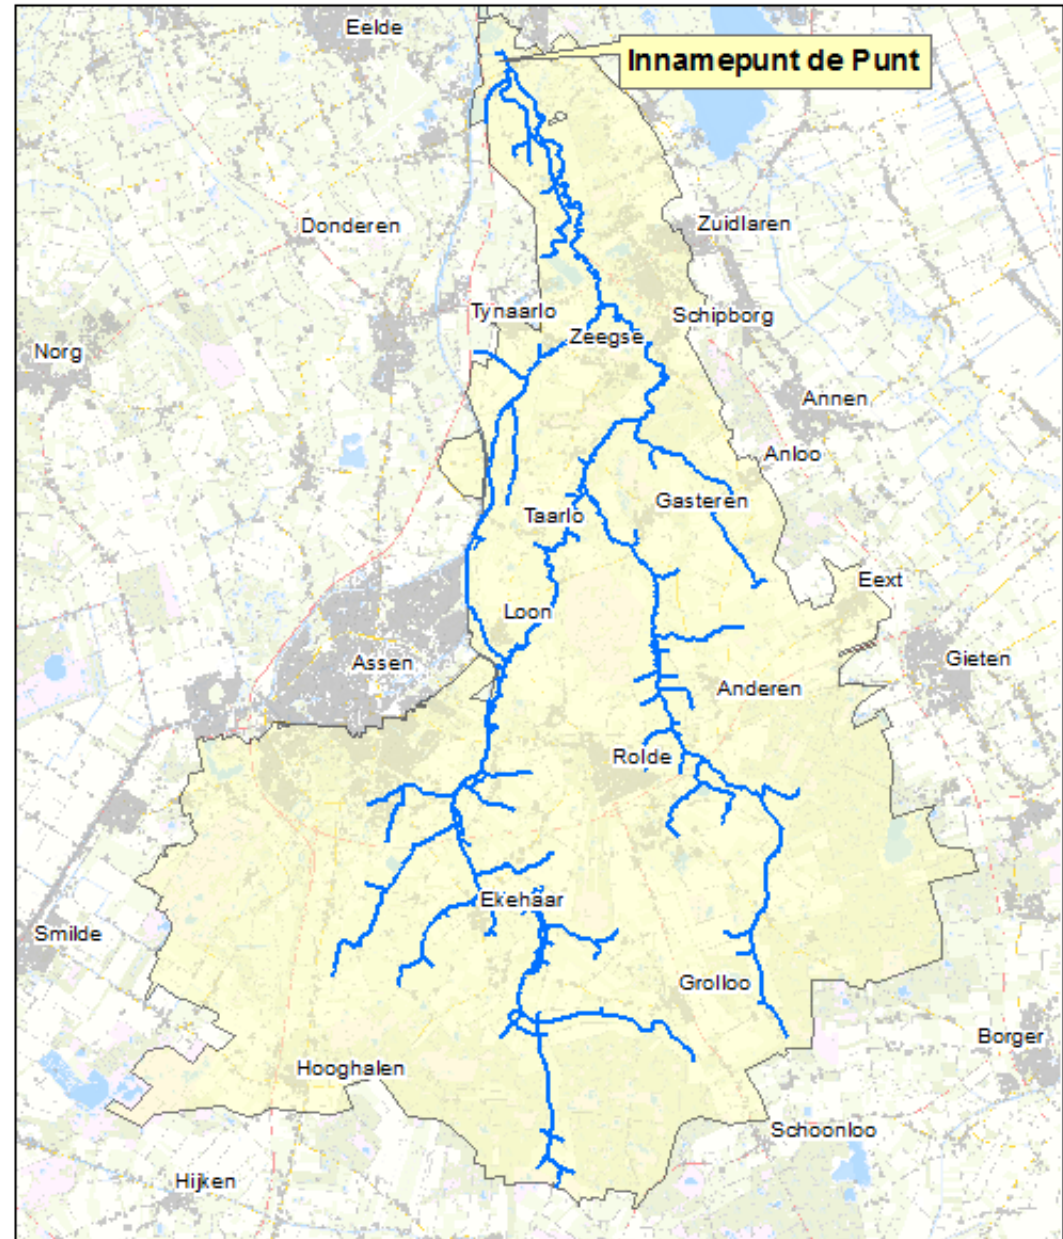 Eelde
Innamepunt de Punt
Donderen
Zuidlaren
Tynaarlo
Schipborg
Zeegse
Norg
Annen
Anloo
Gasteren
Taarlo
Eext
Loon
Assen
Gieten
Anderen
Rolde
Ekehaar
Smilde
Grolloo
Borger
Hooghalen
Schoonloo
Hijken